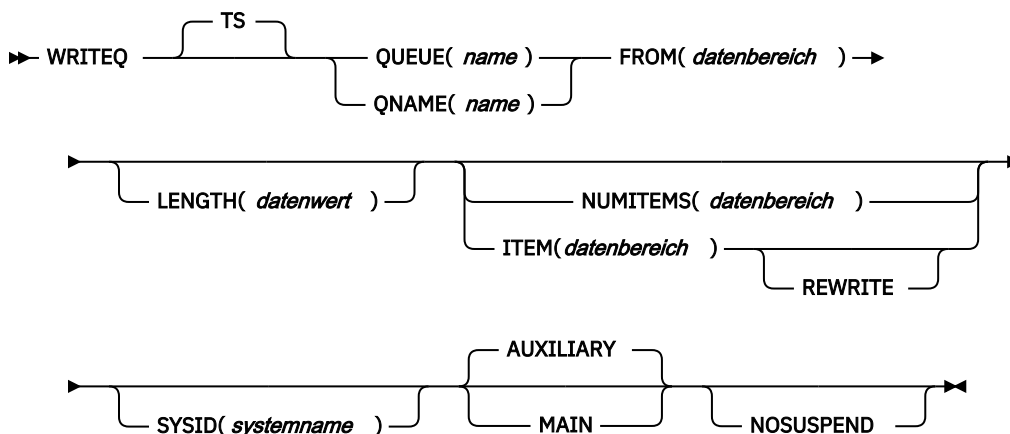 TS
WRITEQ QUEUE( name ) FROM( datenbereich )
QNAME( name )
LENGTH( datenwert ) NUMITEMS( datenbereich )
ITEM( datenbereich )
REWRITE
AUXILIARY
SYSID( systemname ) MAIN NOSUSPEND